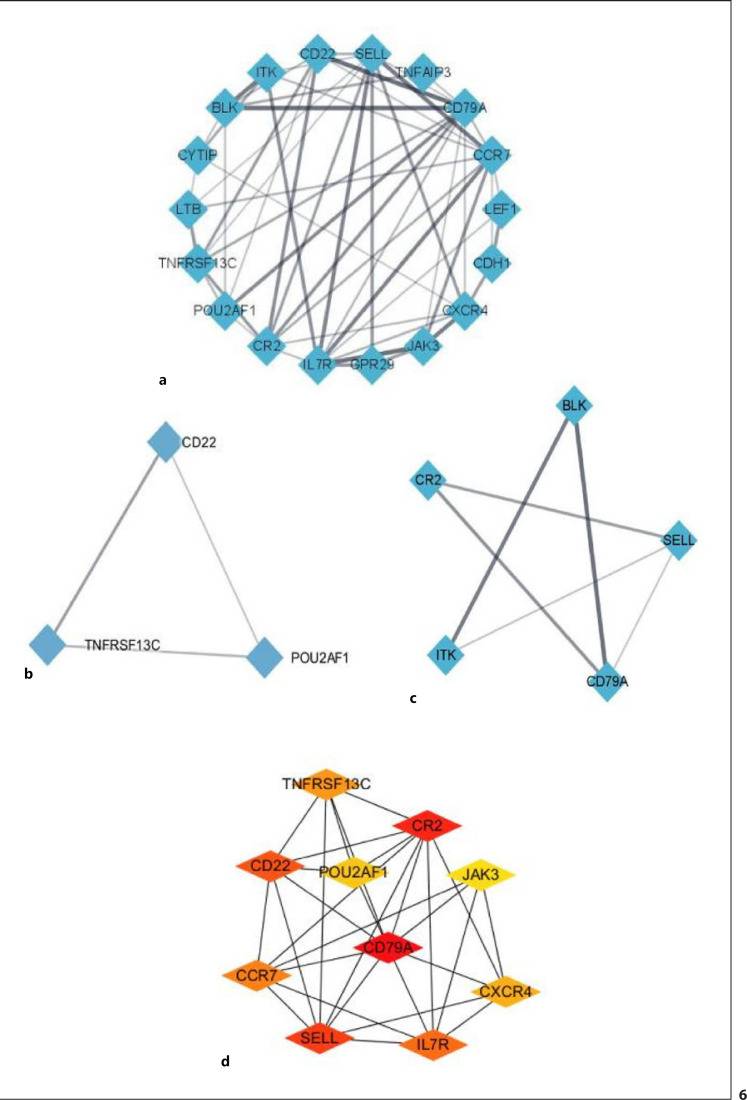 CD22 SELL
ITK TNFAIP3
BLK CD79A
CYTIP CCR7
LTB LEF1
TNFRSF13C CDH1
POU2AF1 CXCR4
CR2 JAK3
IL7R GPR29
a
CD22
TNFRSF13C
POU2AF1
b
BLK
CR2
SELL
ITK
CD79A
c
TNFRSF13C
CR2
CD22 POU2AF1 JAK3
CD79A
CCR7
CXCR4
SELL IL7R
d
6